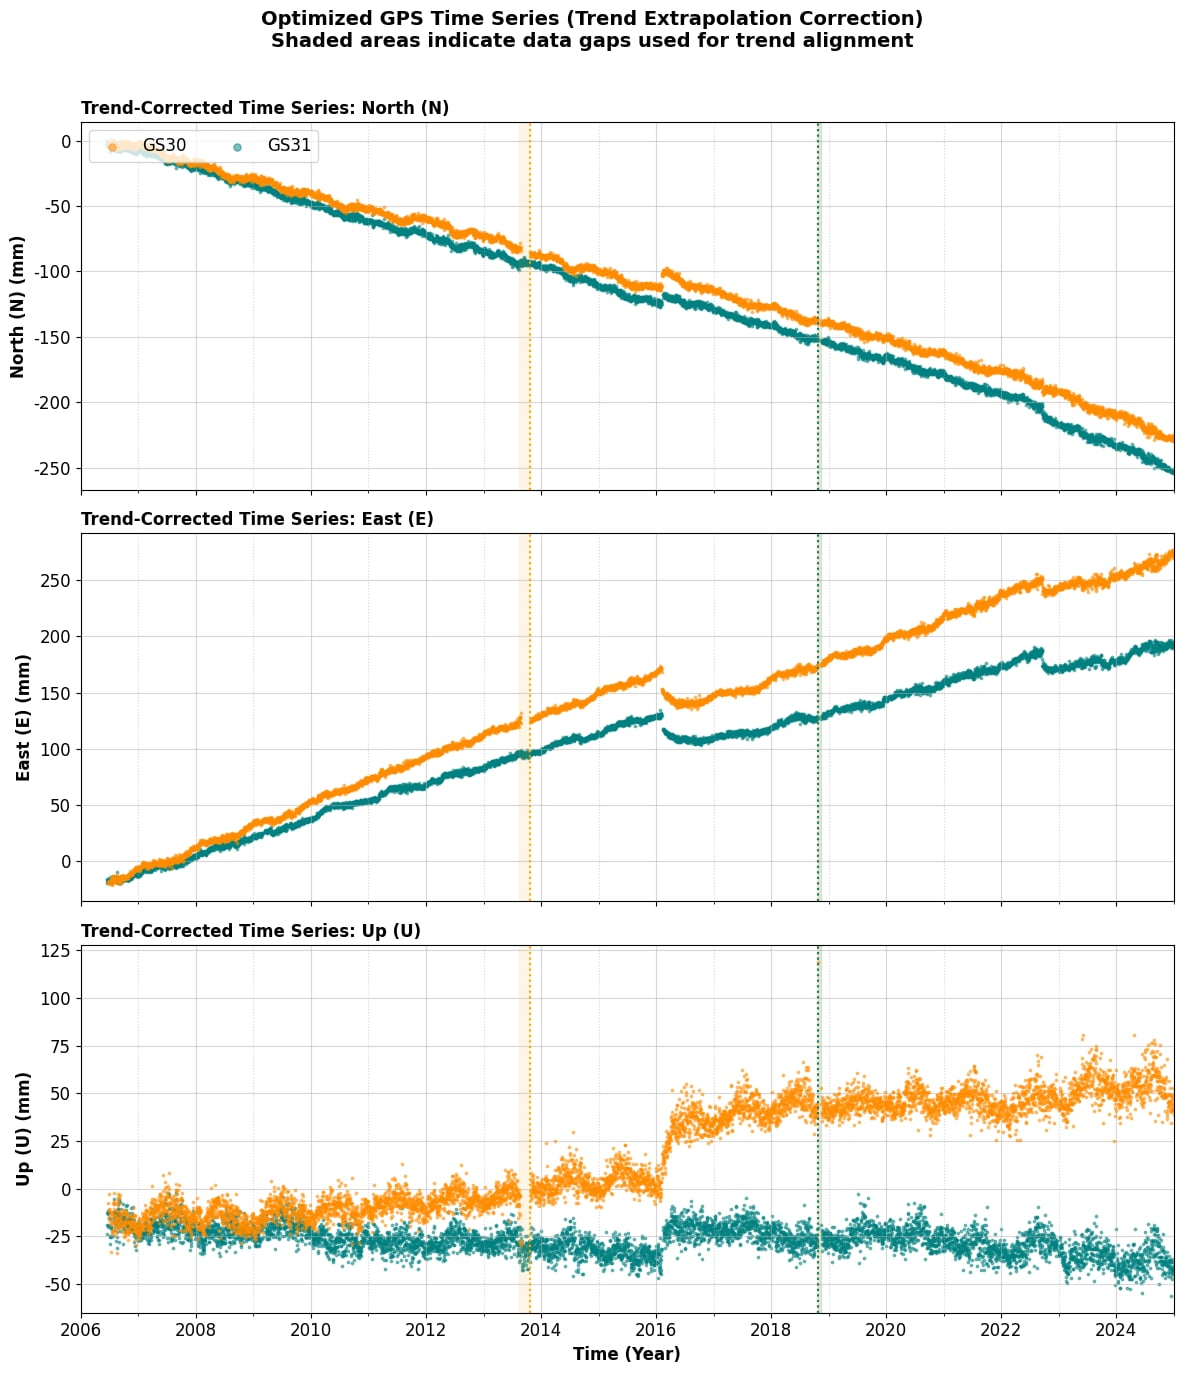 Optimized GPS Time Series (Trend Extrapolation Correction)
Shaded areas indicate data gaps used for trend alignment
Trend-Corrected Time Series: North (N)
GS30 GS31
0
-50
-100
-150
-200
-250
North (N) (mm)
Trend-Corrected Time Series: East (E)
250
200
150
100
50
0
East (E) (mm)
Trend-Corrected Time Series: Up (U)
125
100
75
50
25
0
-25
-50
Up (U) (mm)
2006 2008 2010 2012 2014 2016 2018 2020 2022 2024
Time (Year)